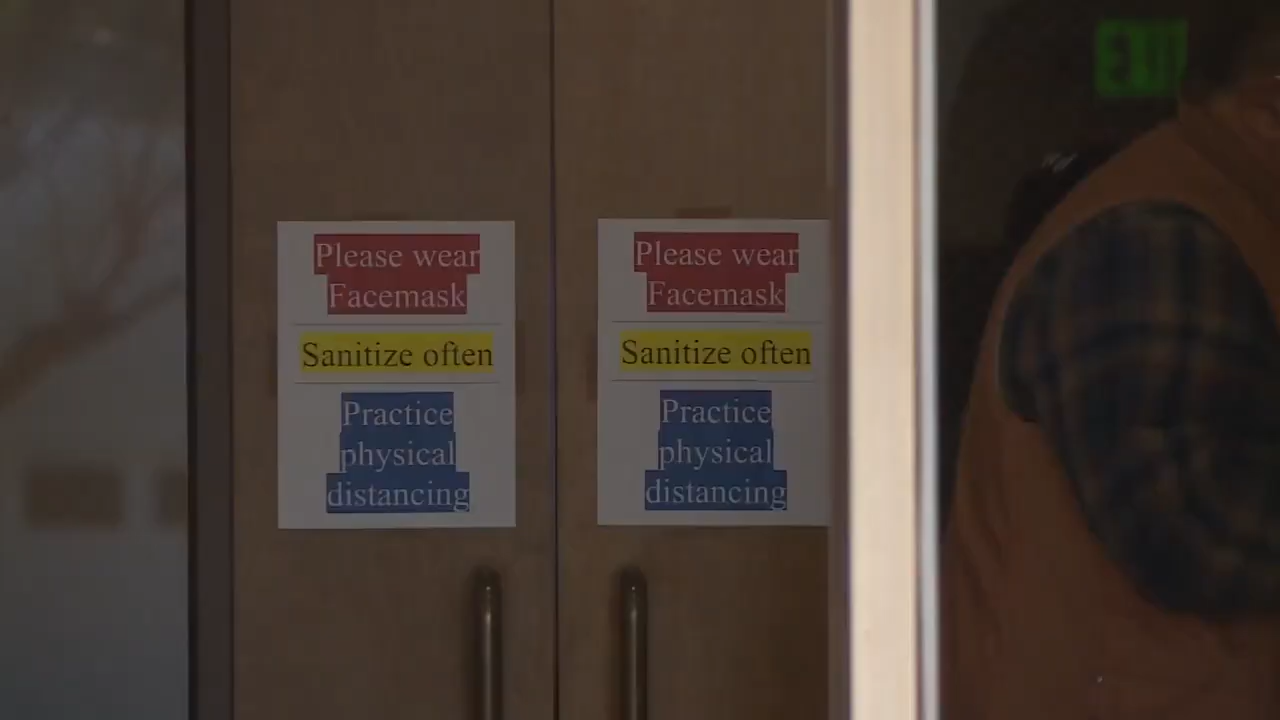 Please wear
Facemask
Sanitize often
Practice
physical
distancing
Please wear
Facemask
Sanitize often
Practice
physical
distancing